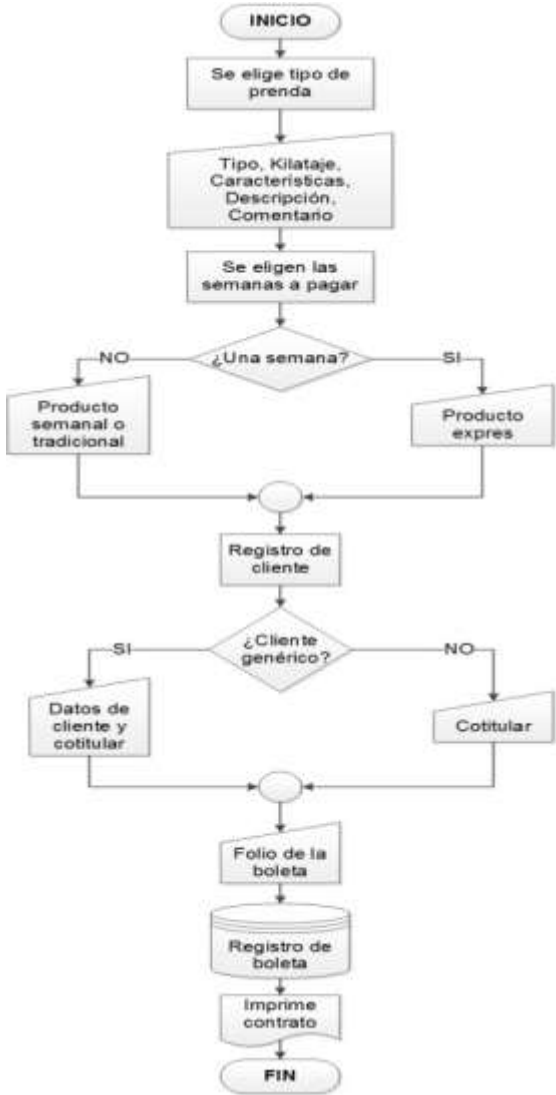 INICIO
Se elige tipo de
prenda
Tipo, Kilataje,
Características,
Descripción,
Comentario
Se eligen las
semanas a pagar
¿Una semana?
NO
SI
Producto
semanal o
tradicional
Producto
expres
Registro de
cliente
¿Cliente
genérico?
SI
NO
Datos de
cliente y
cotitular
Cotitular
Folio de la
boleta
Registro de
boleta
Imprime
contrato
FIN